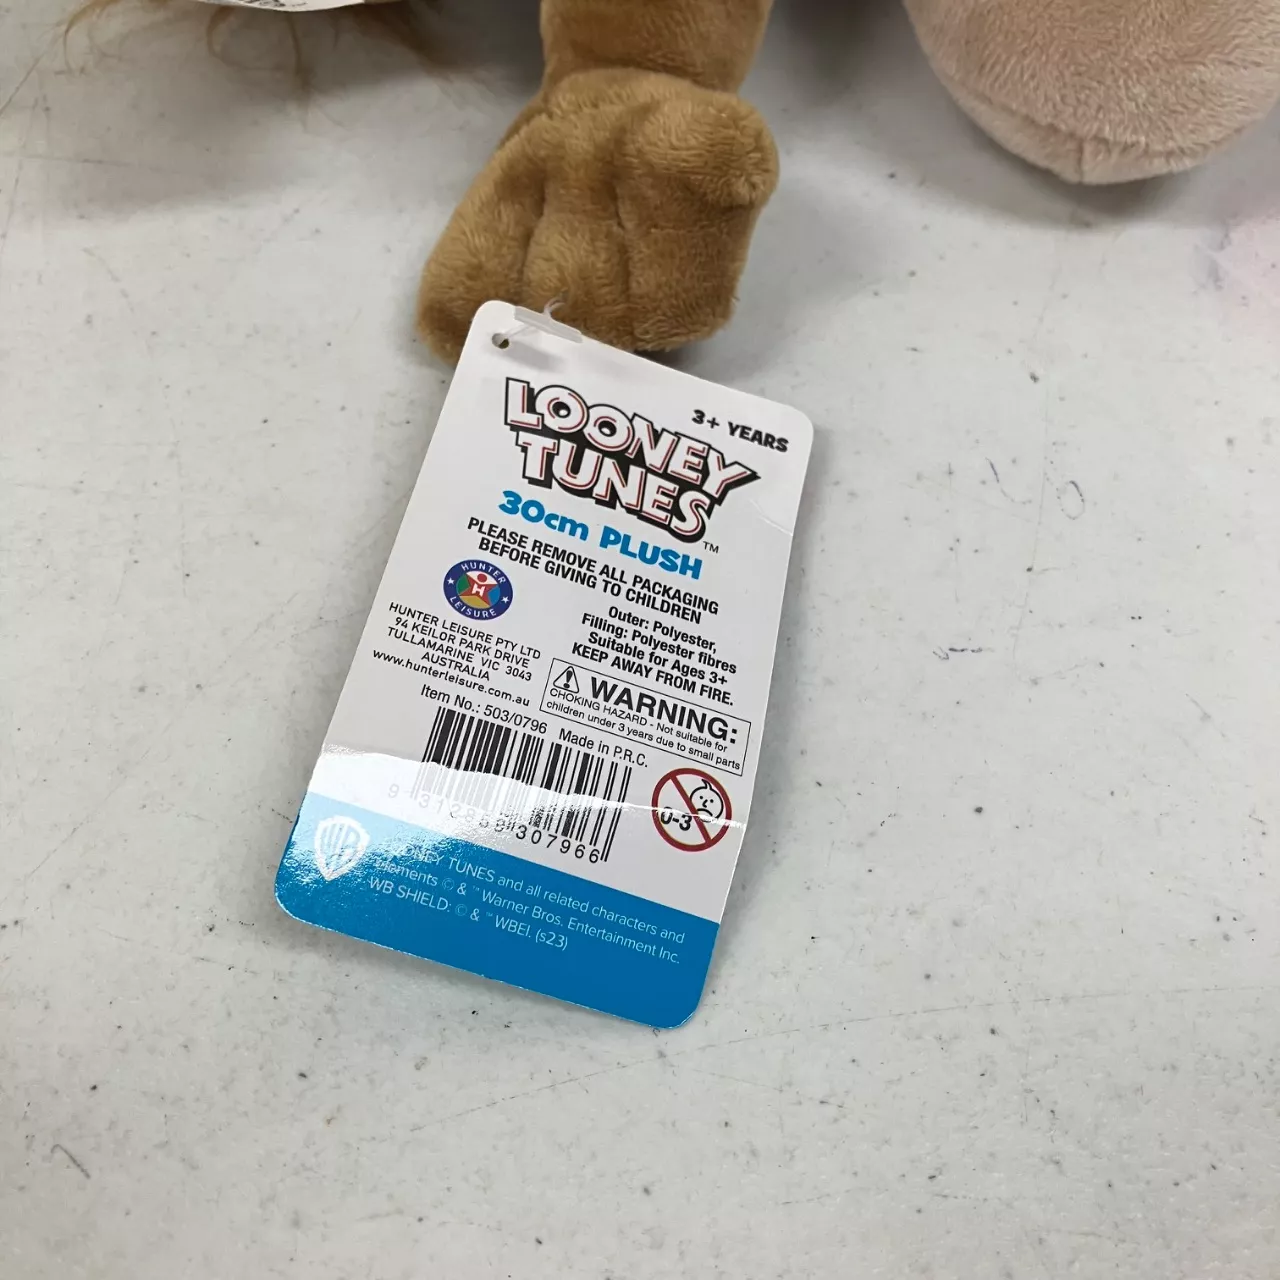 3+ YEARS
LOONEY
TUNES
™
30cm PLUSH
PLEASE REMOVE ALL PACKAGING
BEFORE GIVING TO CHILDREN
HUNTER
H
LEISURE
HUNTER LEISURE PTY LTD
94 KEILOR PARK DRIVE
TULLAMARINE VIC 3043
AUSTRALIA
www.hunterleisure.com.au
Outer: Polyester,
Filling: Polyester fibres
Suitable for Ages 3+
KEEP AWAY FROM FIRE.
WARNING:
CHOKING HAZARD - Not suitable for
children under 3 years due to small parts
Item No.: 503/0796
Made in P.R.C.
9 312858 307966
0-3
WB
LOONEY TUNES and all related characters and
elements © & ™ Warner Bros. Entertainment Inc.
WB SHIELD: © & ™ WBEI. (s23)